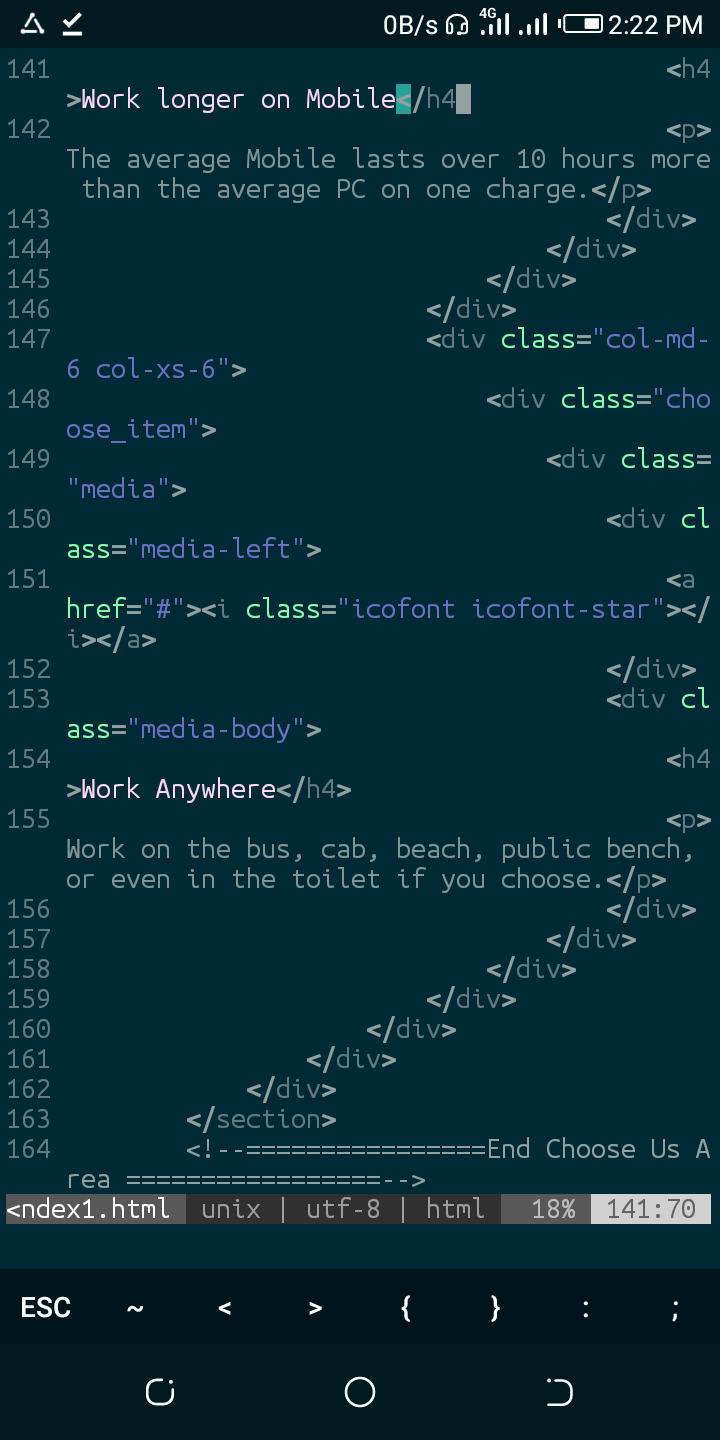 0B/s 4G 2:22 PM
141 <h4
>Work longer on Mobile</h4
142 <p>
The average Mobile lasts over 10 hours more
than the average PC on one charge.</p>
143 </div>
144 </div>
145 </div>
146 </div>
147 <div class="col-md-
6 col-xs-6">
148 <div class="cho
ose_item">
149 <div class=
"media">
150 <div cl
ass="media-left">
151 <a
href="#"><i class="icofont icofont-star"></
i></a>
152 </div>
153 <div cl
ass="media-body">
154 <h4
>Work Anywhere</h4>
155 <p>
Work on the bus, cab, beach, public bench,
or even in the toilet if you choose.</p>
156 </div>
157 </div>
158 </div>
159 </div>
160 </div>
161 </div>
162 </div>
163 </section>
164 <!--================End Choose Us A
rea =================-->
<ndex1.html unix | utf-8 | html 18% 141:70
ESC ~ < > { } : ;